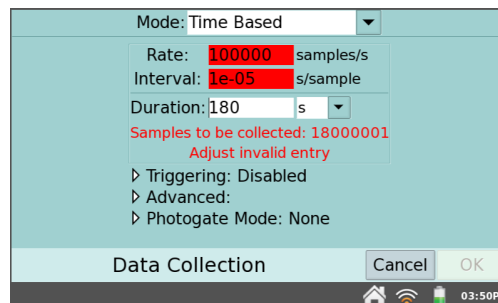 Mode: Time Based
Rate: 100000 samples/s
Interval: 1e-05 s/sample
Duration: 180 s
Samples to be collected: 18000001
Adjust invalid entry
Triggering: Disabled
Advanced:
Photogate Mode: None
Data Collection Cancel OK